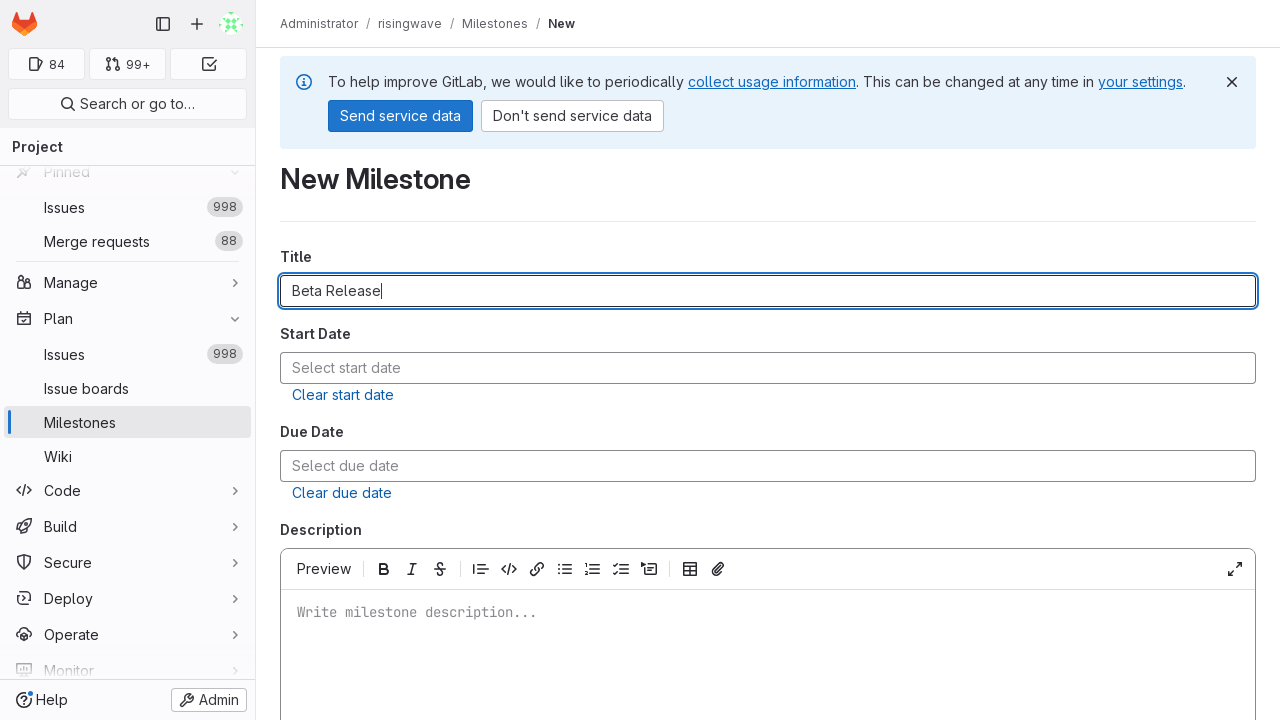 Administrator / risingwave / Milestones / New
84
99+
Search or go to…
Project
Pinned
Issues 998
Merge requests 88
Manage
Plan
Issues 998
Issue boards
Milestones
Wiki
Code
Build
Secure
Deploy
Operate
Monitor
Help
Admin
To help improve GitLab, we would like to periodically collect usage information. This can be changed at any time in your settings.
Send service data
Don't send service data
New Milestone
Title
Beta Release
Start Date
Select start date
Clear start date
Due Date
Select due date
Clear due date
Description
Preview
Write milestone description...